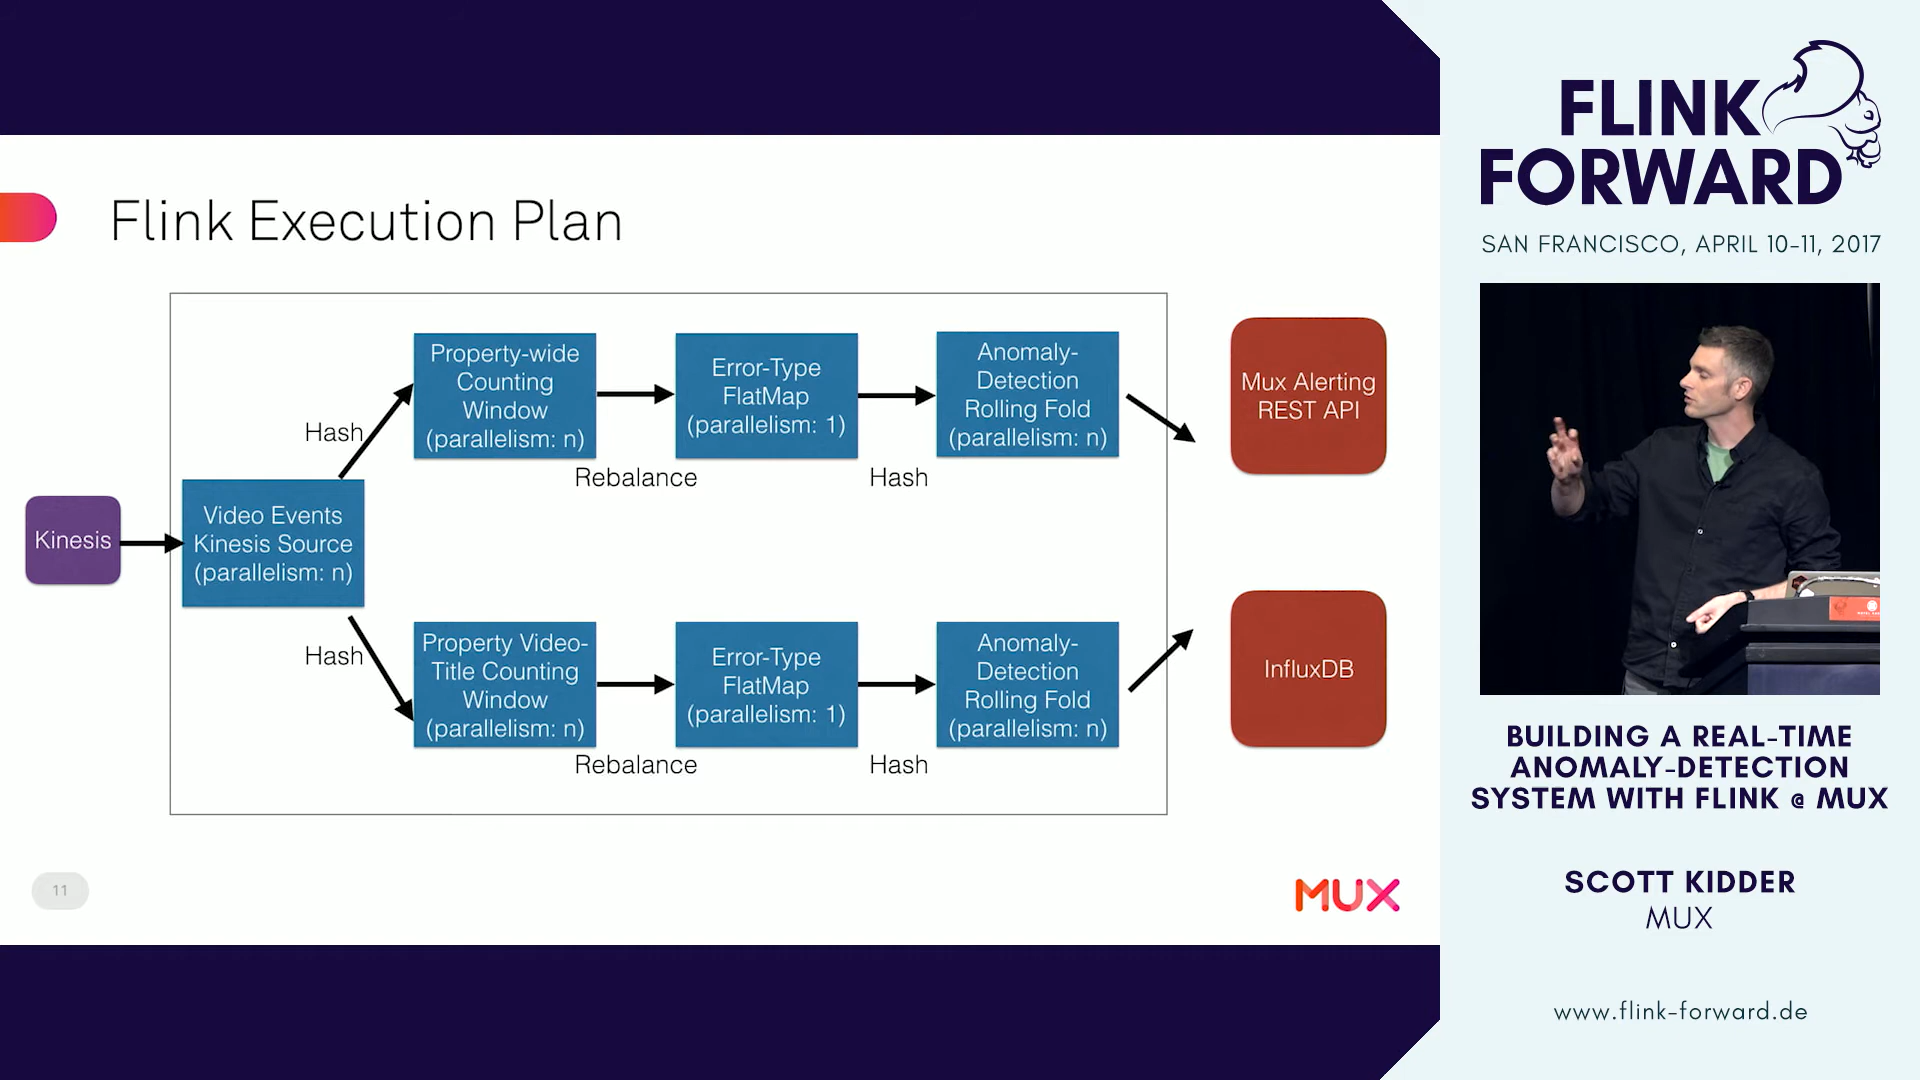 Flink Execution Plan
Kinesis
Video Events
Kinesis Source
(parallelism: n)
Hash
Property-wide
Counting
Window
(parallelism: n)
Rebalance
Error-Type
FlatMap
(parallelism: 1)
Hash
Anomaly-
Detection
Rolling Fold
(parallelism: n)
Mux Alerting
REST API
Hash
Property Video-
Title Counting
Window
(parallelism: n)
Rebalance
Error-Type
FlatMap
(parallelism: 1)
Hash
Anomaly-
Detection
Rolling Fold
(parallelism: n)
InfluxDB
11
MUX
FLINK
FORWARD
SAN FRANCISCO, APRIL 10-11, 2017
BUILDING A REAL-TIME
ANOMALY-DETECTION
SYSTEM WITH FLINK @ MUX
SCOTT KIDDER
MUX
www.flink-forward.de